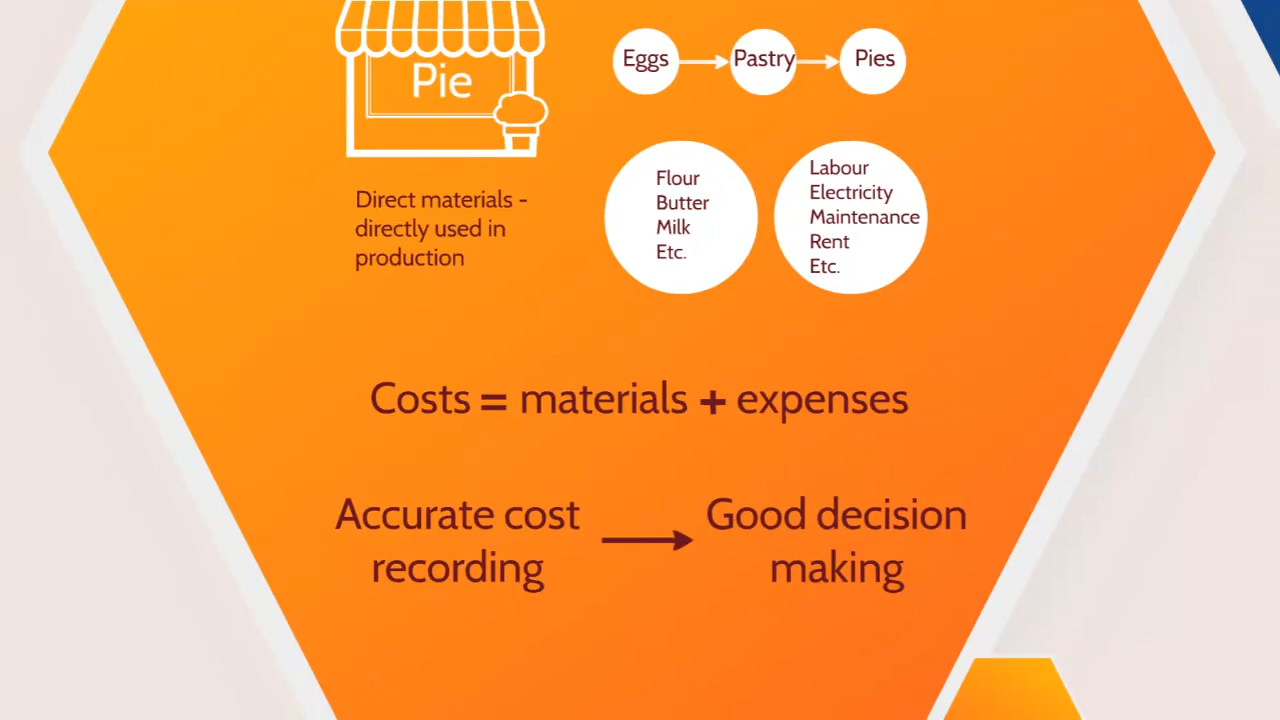 Pie
Eggs
Pastry
Pies
Direct materials -
directly used in
production
Flour
Butter
Milk
Etc.
Labour
Electricity
Maintenance
Rent
Etc.
Costs = materials + expenses
Accurate cost
recording
Good decision
making